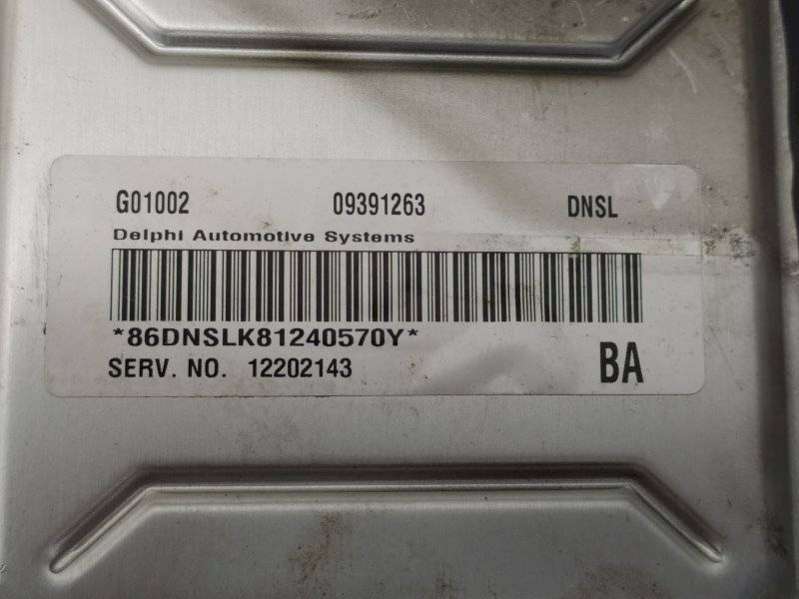 G01002 09391263 DNSL
Delphi Automotive Systems
*86DNSLK81240570Y*
SERV. NO. 12202143 BA